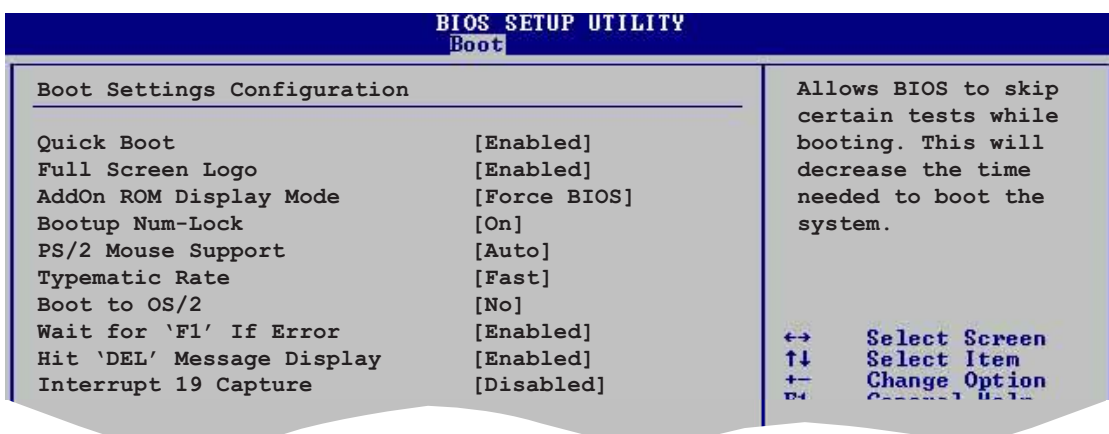 BIOS SETUP UTILITY
Boot
Boot Settings Configuration
Quick Boot [Enabled]
Full Screen Logo [Enabled]
AddOn ROM Display Mode [Force BIOS]
Bootup Num-Lock [On]
PS/2 Mouse Support [Auto]
Typematic Rate [Fast]
Boot to OS/2 [No]
Wait for ‘F1’ If Error [Enabled]
Hit ‘DEL’ Message Display [Enabled]
Interrupt 19 Capture [Disabled]
Allows BIOS to skip
certain tests while
booting. This will
decrease the time
needed to boot the
system.
↔ Select Screen
↑↓ Select Item
+- Change Option
F1 General Help